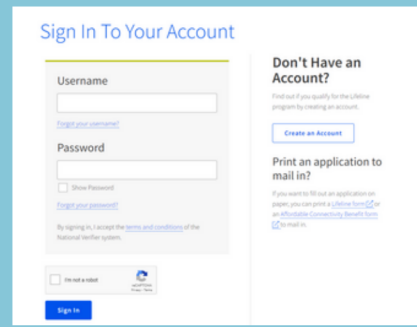 Sign In To Your Account
Username
Forgot your username?
Password
Show Password
Forgot your password?
By signing in, I accept the terms and conditions of the
National Verifier system.
I'm not a robot
reCAPTCHA
Privacy - Terms
Sign In
Don't Have an
Account?
Find out if you qualify for the Lifeline
program by creating an account.
Create an Account
Print an application to
mail in?
If you want to fill out an application on
paper, you can print a Lifeline form or
an Affordable Connectivity Benefit form
to mail in.